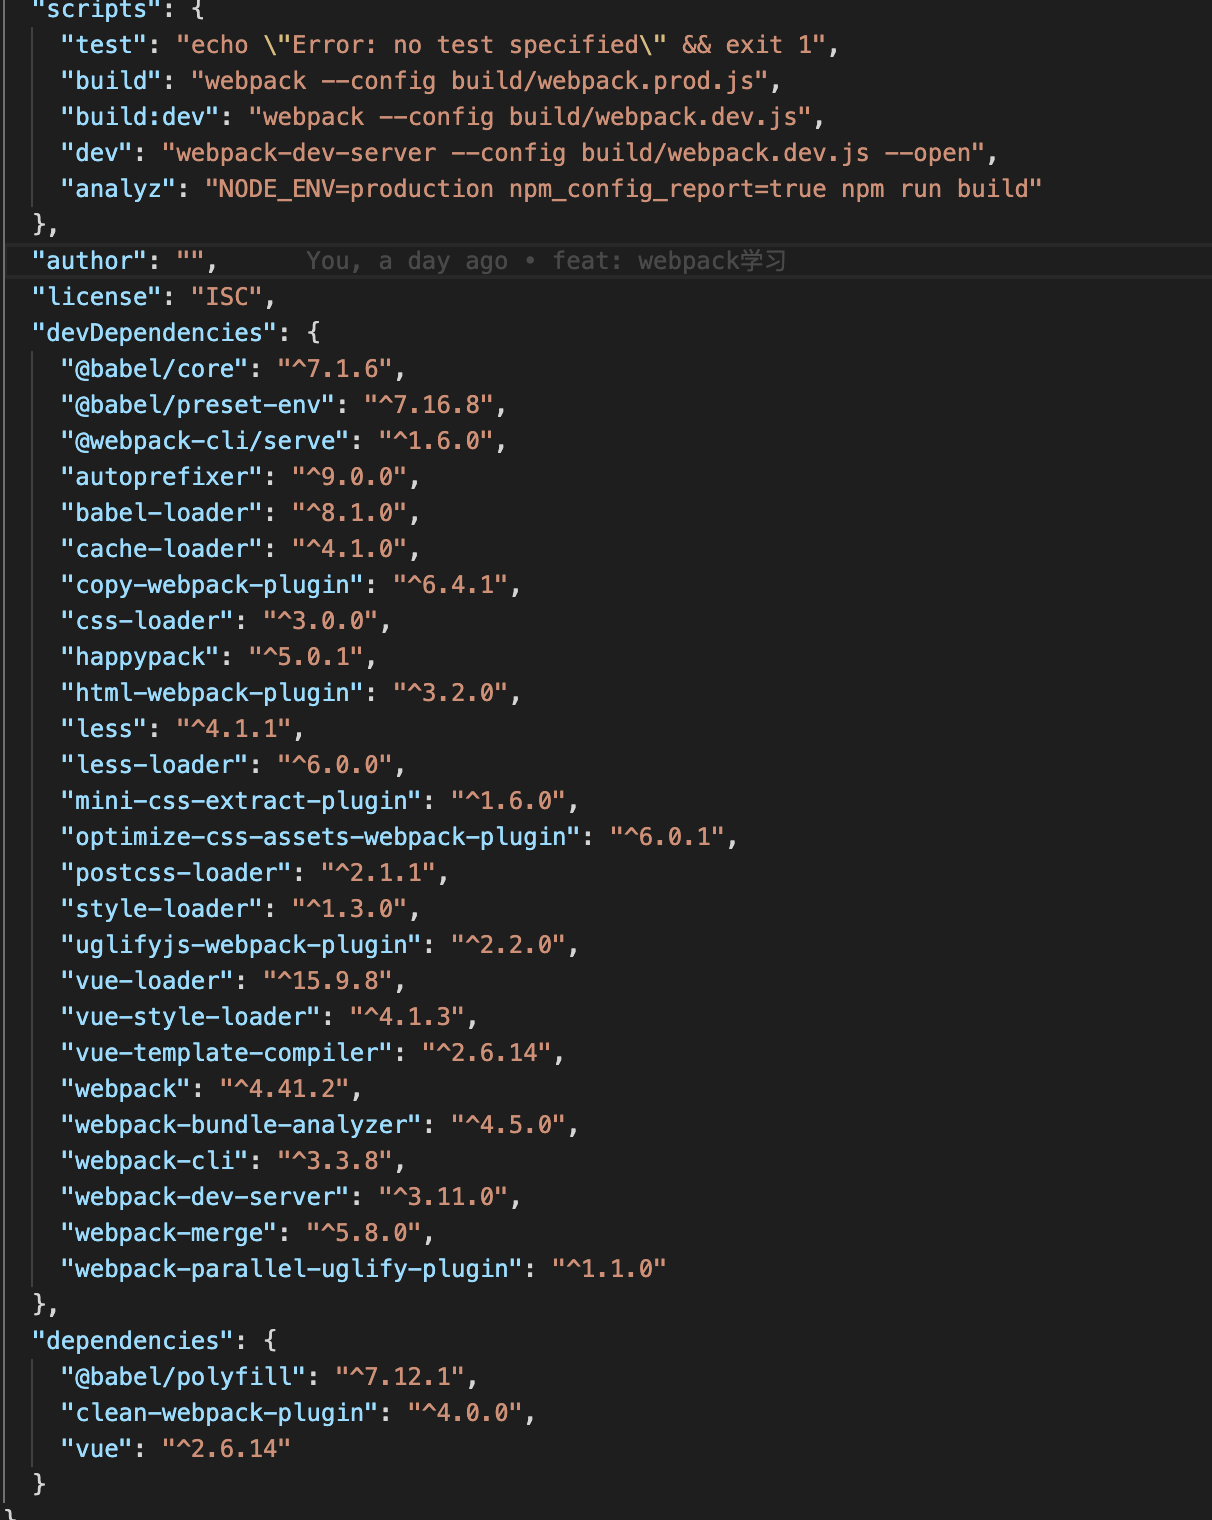 "scripts": {
"test": "echo \"Error: no test specified\" && exit 1",
"build": "webpack --config build/webpack.prod.js",
"build:dev": "webpack --config build/webpack.dev.js",
"dev": "webpack-dev-server --config build/webpack.dev.js --open",
"analyz": "NODE_ENV=production npm_config_report=true npm run build"
},
"author": "", You, a day ago • feat: webpack学习
"license": "ISC",
"devDependencies": {
"@babel/core": "^7.1.6",
"@babel/preset-env": "^7.16.8",
"@webpack-cli/serve": "^1.6.0",
"autoprefixer": "^9.0.0",
"babel-loader": "^8.1.0",
"cache-loader": "^4.1.0",
"copy-webpack-plugin": "^6.4.1",
"css-loader": "^3.0.0",
"happypack": "^5.0.1",
"html-webpack-plugin": "^3.2.0",
"less": "^4.1.1",
"less-loader": "^6.0.0",
"mini-css-extract-plugin": "^1.6.0",
"optimize-css-assets-webpack-plugin": "^6.0.1",
"postcss-loader": "^2.1.1",
"style-loader": "^1.3.0",
"uglifyjs-webpack-plugin": "^2.2.0",
"vue-loader": "^15.9.8",
"vue-style-loader": "^4.1.3",
"vue-template-compiler": "^2.6.14",
"webpack": "^4.41.2",
"webpack-bundle-analyzer": "^4.5.0",
"webpack-cli": "^3.3.8",
"webpack-dev-server": "^3.11.0",
"webpack-merge": "^5.8.0",
"webpack-parallel-uglify-plugin": "^1.1.0"
},
"dependencies": {
"@babel/polyfill": "^7.12.1",
"clean-webpack-plugin": "^4.0.0",
"vue": "^2.6.14"
}
}